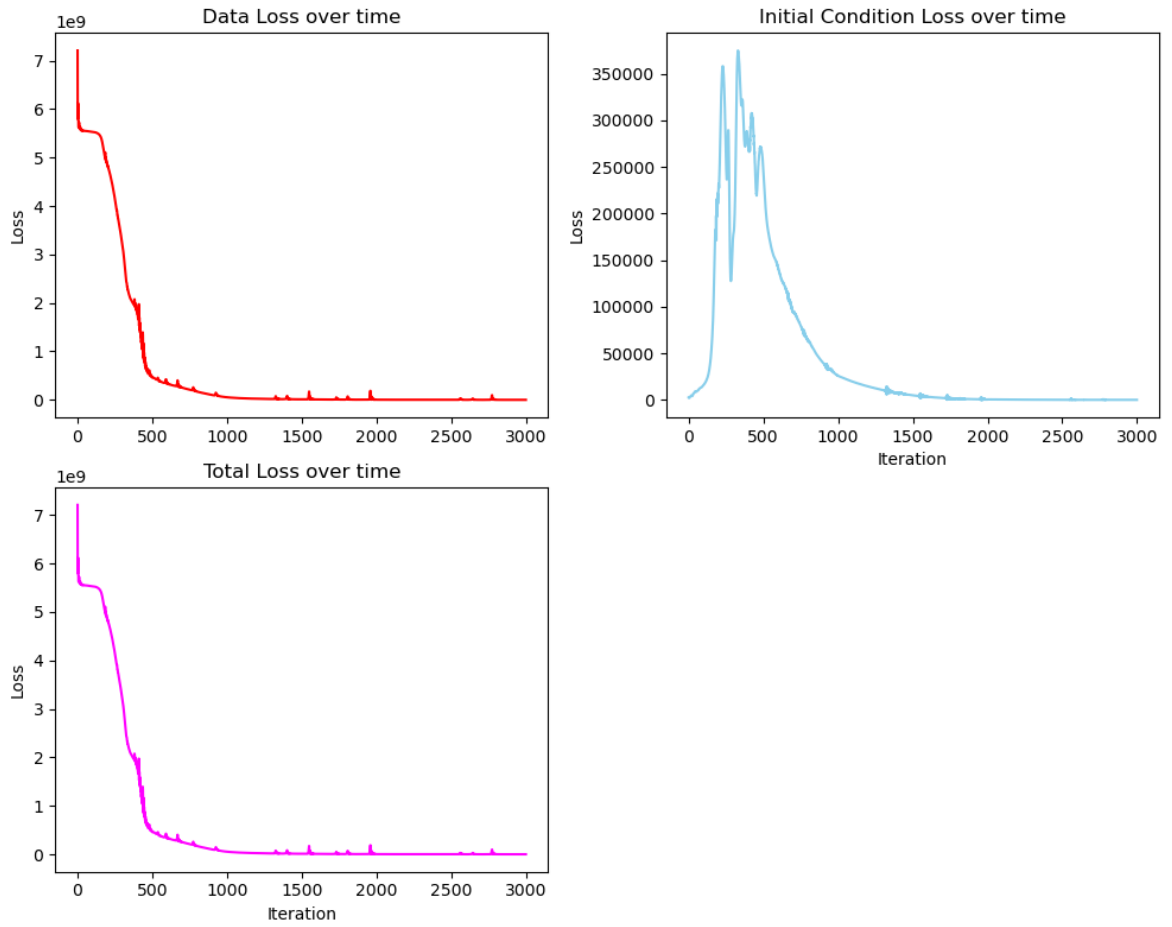 Data Loss over time
1e9
Loss
7
6
5
4
3
2
1
0
0 500 1000 1500 2000 2500 3000
Initial Condition Loss over time
Loss
350000
300000
250000
200000
150000
100000
50000
0
0 500 1000 1500 2000 2500 3000
Iteration
Total Loss over time
1e9
Loss
7
6
5
4
3
2
1
0
0 500 1000 1500 2000 2500 3000
Iteration